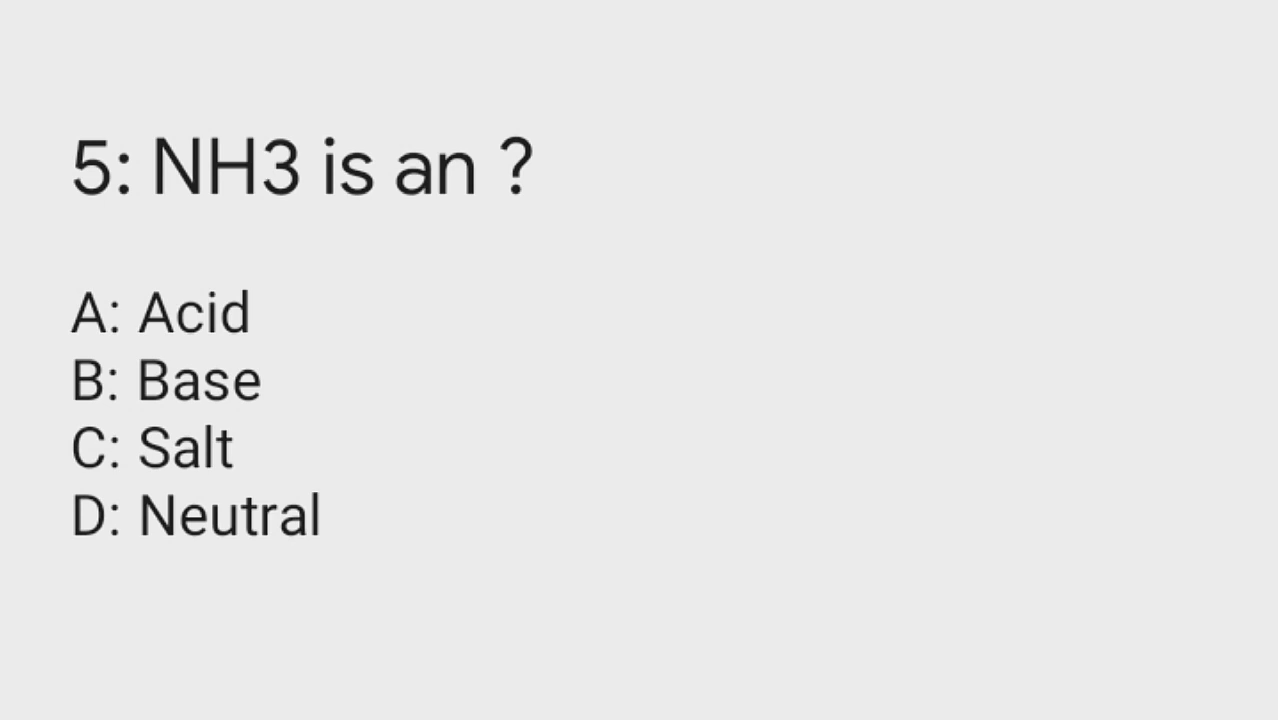 5: NH3 is an ?
A: Acid
B: Base
C: Salt
D: Neutral